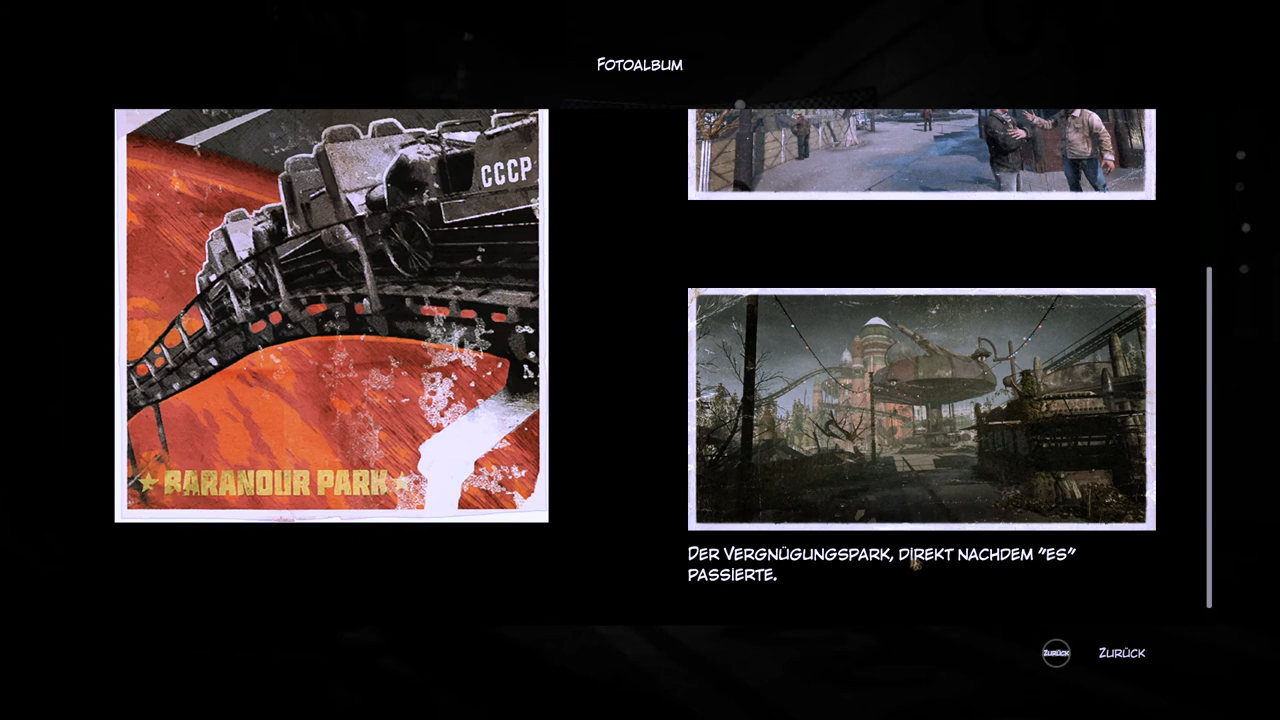 Fotoalbum
CCCP
BARANOUR PARK
Der Vergnügungspark, direkt nachdem "es"
passierte.
Zurück
Zurück